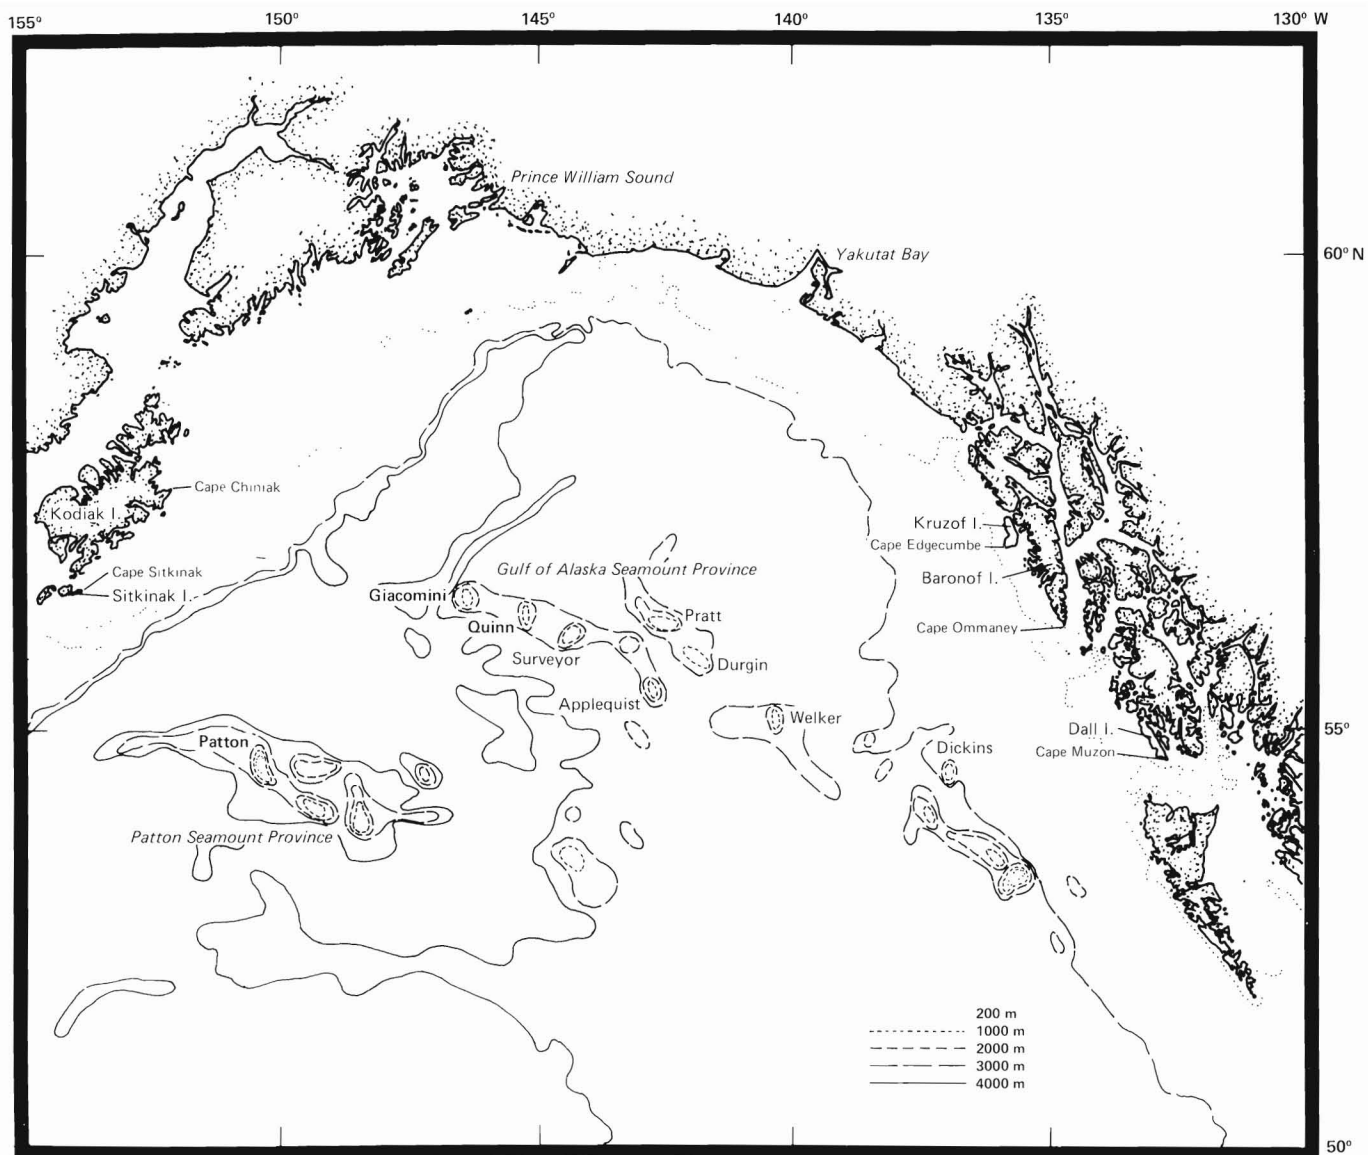 155° 150° 145° 140° 135° 130° W
Prince William Sound
Yakutat Bay
60° N
Cape Chiniak
Kodiak I.
Kruzof I.
Cape Edgecumbe
Cape Sitkinak
Gulf of Alaska Seamount Province
Baronof I.
Sitkinak I.
Giacomini
Pratt
Quinn
Cape Ommaney
Surveyor
Durgin
Applequist
Welker
Dall I.
55°
Patton
Dickins
Cape Muzon
Patton Seamount Province
200 m
1000 m
2000 m
3000 m
4000 m
50°